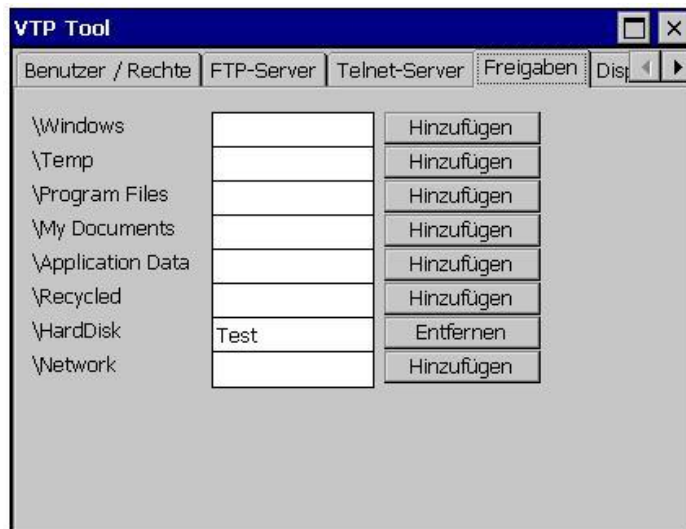 VTP Tool
Benutzer / Rechte FTP-Server Telnet-Server Freigaben Disp
\Windows Hinzufügen
\Temp Hinzufügen
\Program Files Hinzufügen
\My Documents Hinzufügen
\Application Data Hinzufügen
\Recycled Hinzufügen
\HardDisk Test Entfernen
\Network Hinzufügen